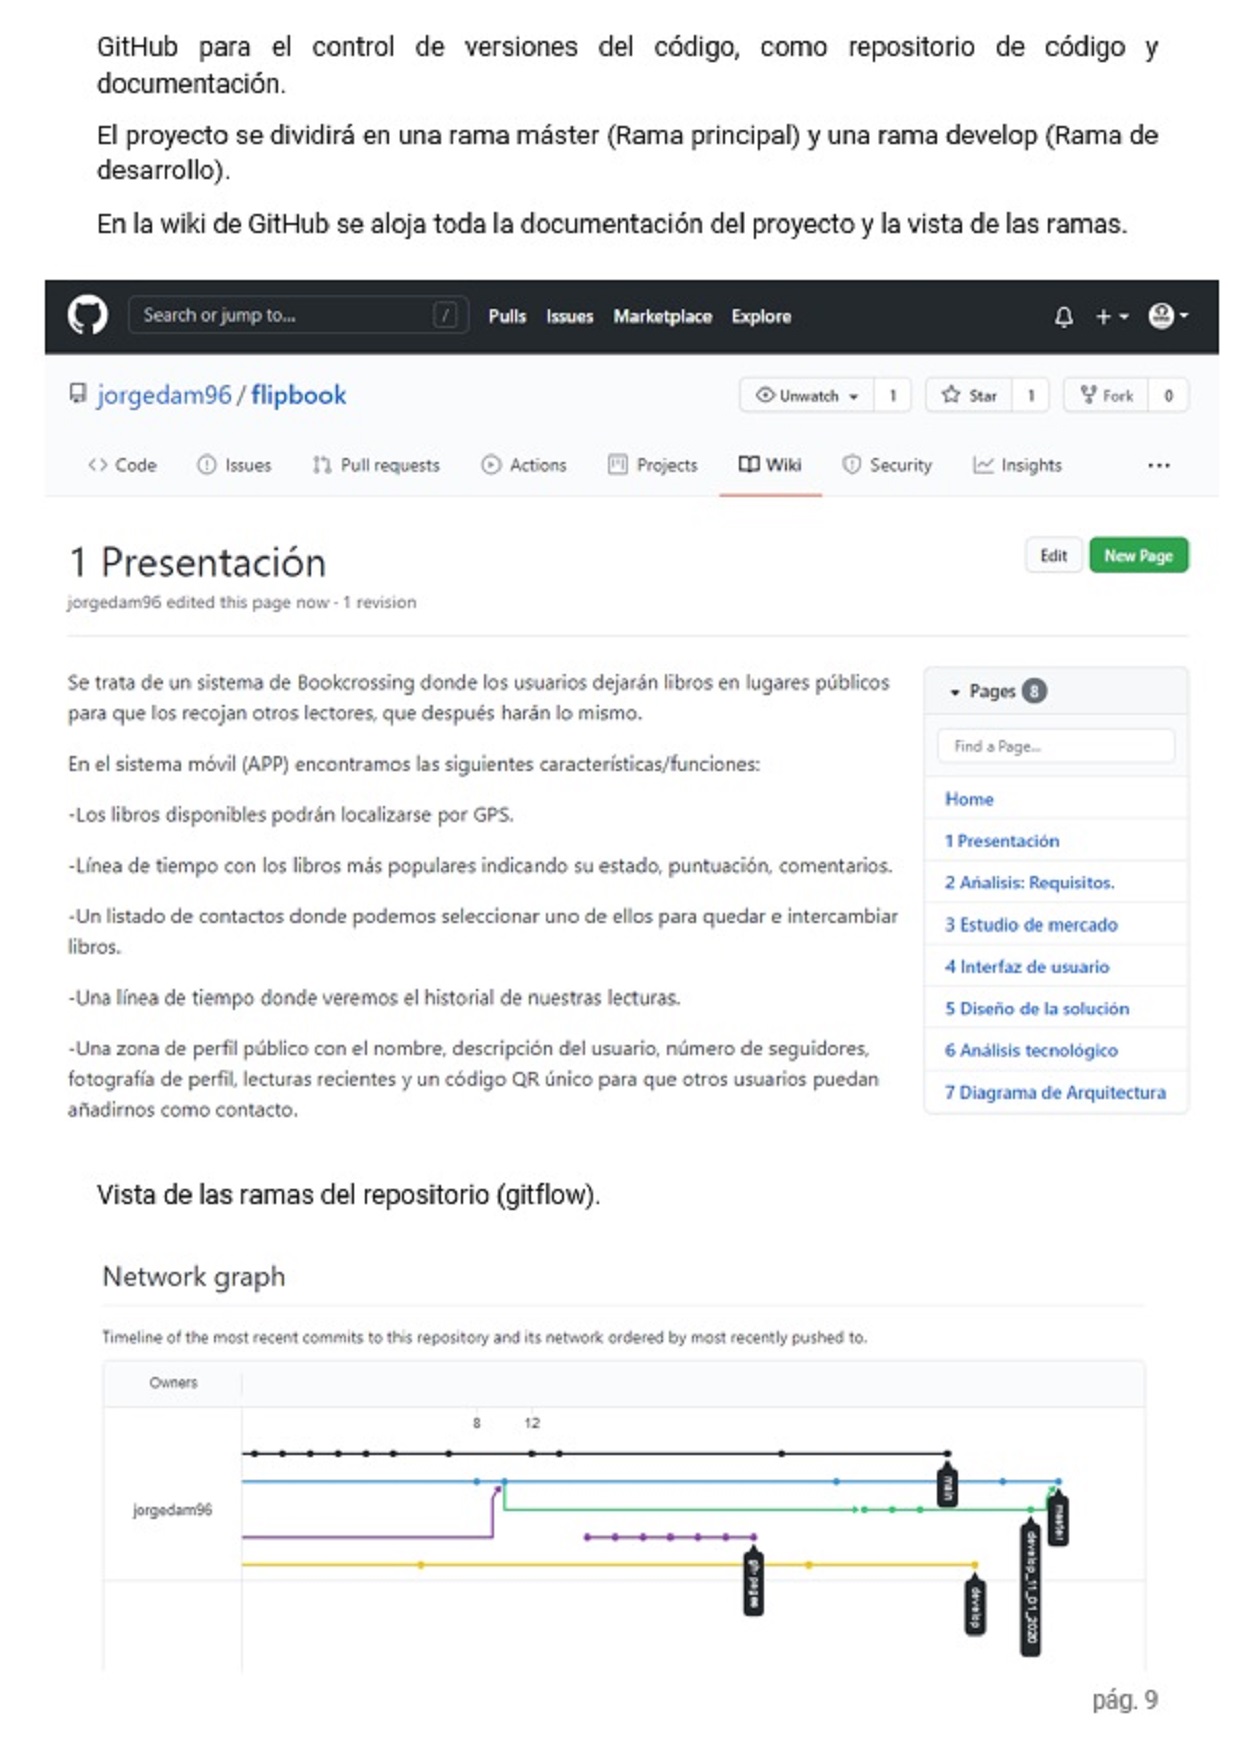 GitHub para el control de versiones del código, como repositorio de código y
documentación.
El proyecto se dividirá en una rama máster (Rama principal) y una rama develop (Rama de
desarrollo).
En la wiki de GitHub se aloja toda la documentación del proyecto y la vista de las ramas.
Search or jump to... /
Pulls Issues Marketplace Explore
jorgedam96 / flipbook
Unwatch 1 Star 1 Fork 0
Code Issues Pull requests Actions Projects Wiki Security Insights ...
1 Presentación
Edit New Page
jorgedam96 edited this page now - 1 revision
Se trata de un sistema de Bookcrossing donde los usuarios dejarán libros en lugares públicos
para que los recojan otros lectores, que después harán lo mismo.
En el sistema móvil (APP) encontramos las siguientes características/funciones:
-Los libros disponibles podrán localizarse por GPS.
-Línea de tiempo con los libros más populares indicando su estado, puntuación, comentarios.
-Un listado de contactos donde podemos seleccionar uno de ellos para quedar e intercambiar
libros.
-Una línea de tiempo donde veremos el historial de nuestras lecturas.
-Una zona de perfil público con el nombre, descripción del usuario, número de seguidores,
fotografía de perfil, lecturas recientes y un código QR único para que otros usuarios puedan
añadirnos como contacto.
Pages 8
Find a Page...
Home
1 Presentación
2 Ańalisis: Requisitos.
3 Estudio de mercado
4 Interfaz de usuario
5 Diseño de la solución
6 Análisis tecnológico
7 Diagrama de Arquitectura
Vista de las ramas del repositorio (gitflow).
Network graph
Timeline of the most recent commits to this repository and its network ordered by most recently pushed to.
Owners
8 12
jorgedam96
main
master
gh-pages
develop
develop_11_01_2020
pág. 9